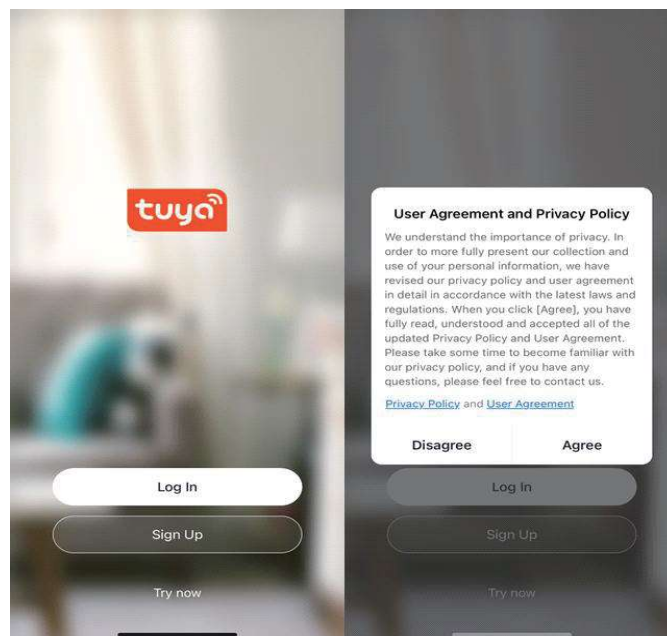 tuya
Log In
Sign Up
Try now
User Agreement and Privacy Policy
We understand the importance of privacy. In
order to more fully present our collection and
use of your personal information, we have
revised our privacy policy and user agreement
in detail in accordance with the latest laws and
regulations. When you click [Agree], you have
fully read, understood and accepted all of the
updated Privacy Policy and User Agreement.
Please take some time to become familiar with
our privacy policy, and if you have any
questions, please feel free to contact us.
Privacy Policy and User Agreement
Disagree Agree
Log In
Sign Up
Try now